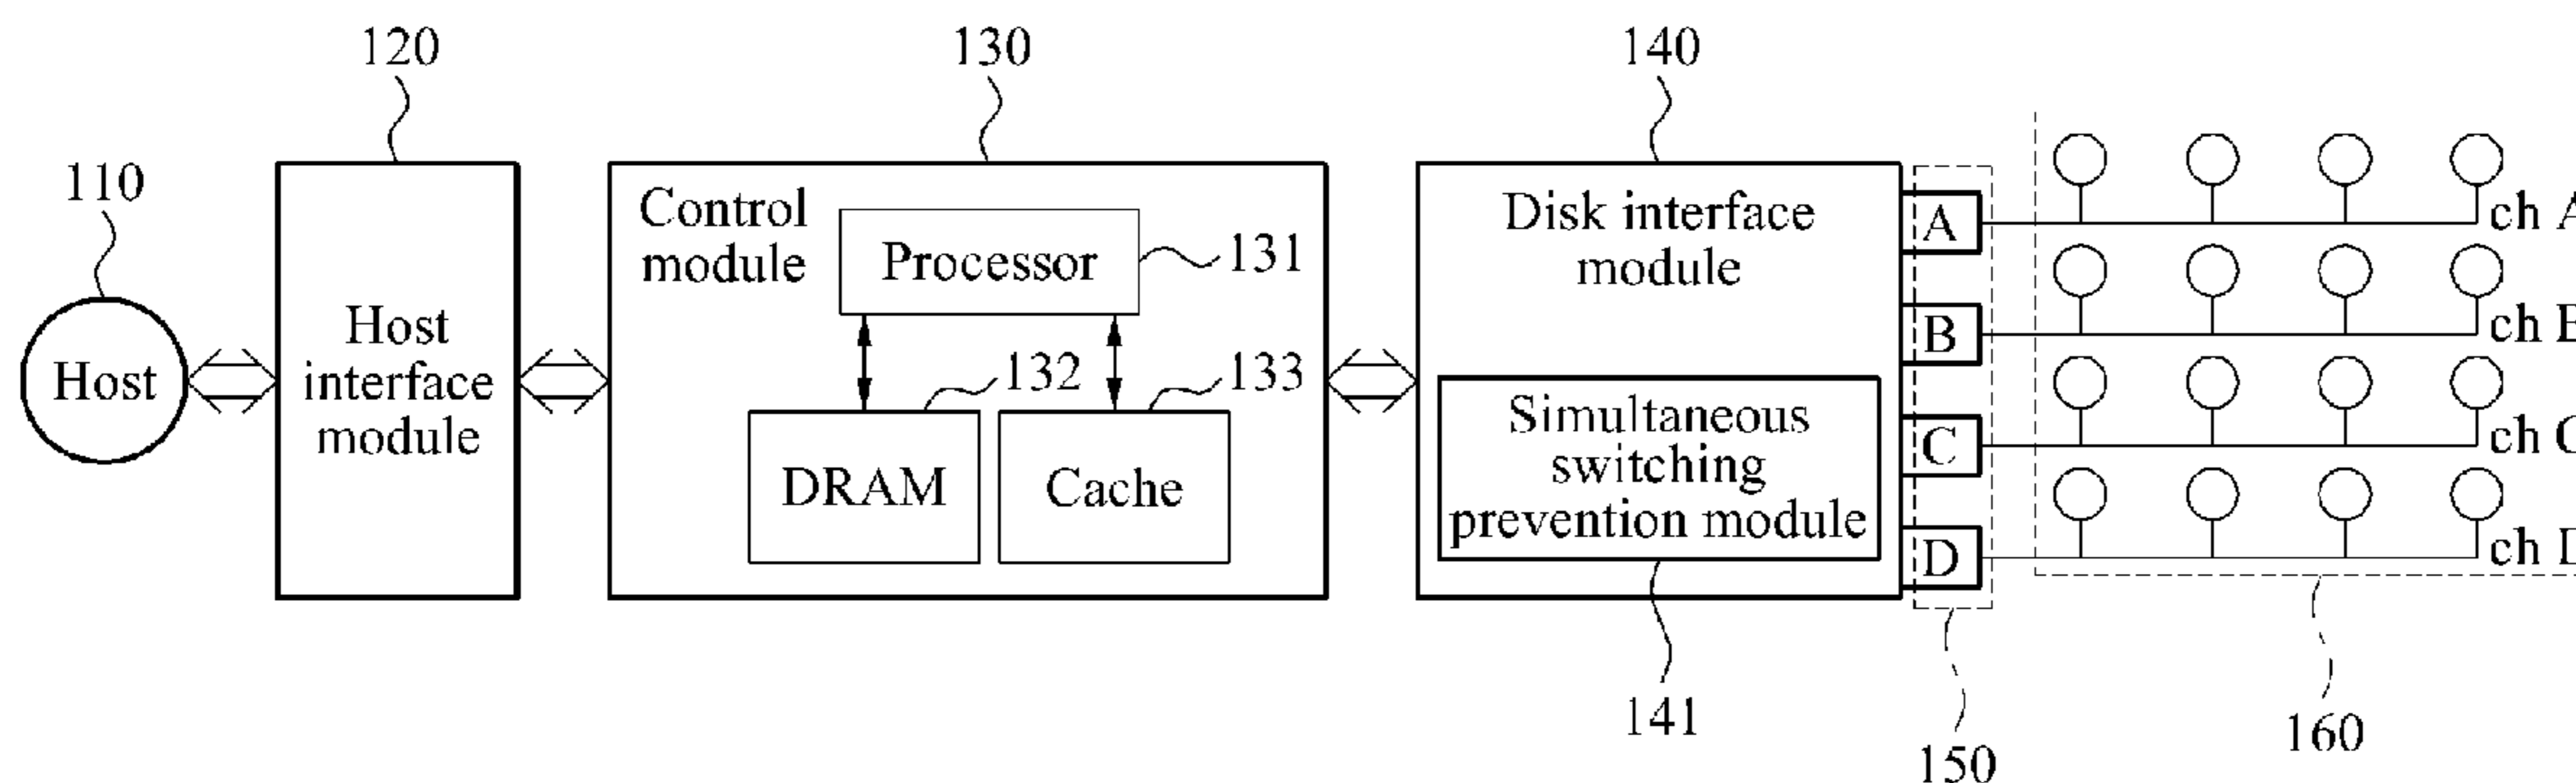 120
130
140
110
Host
Host
interface
module
Control
module
Processor
131
132
133
DRAM
Cache
Disk interface
module
Simultaneous
switching
prevention module
141
A
B
C
D
ch A
ch B
ch
ch
150
160